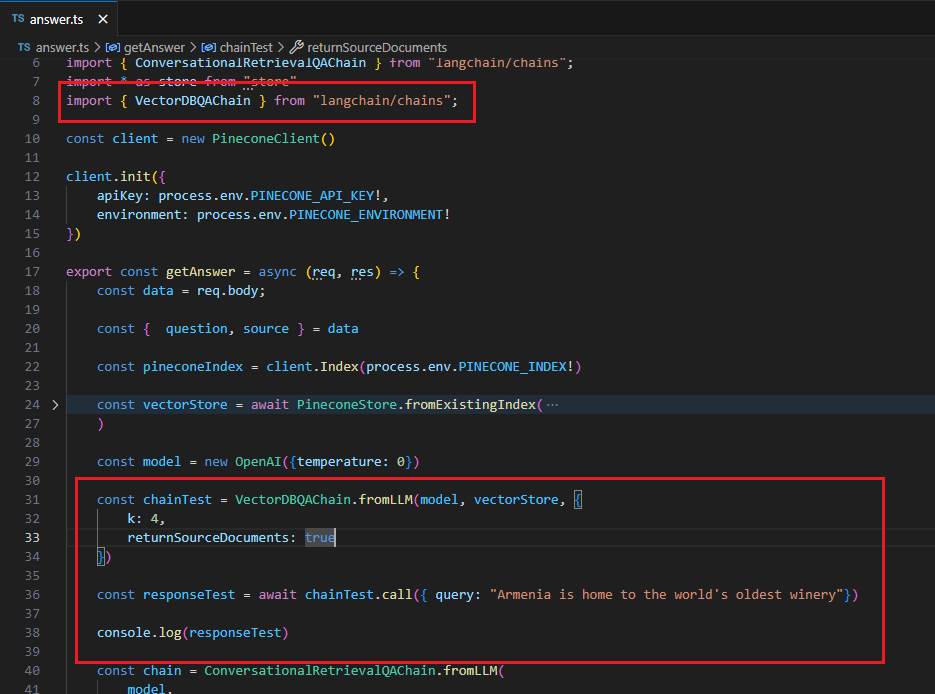 TS answer.ts ×
TS answer.ts > getAnswer > chainTest > returnSourceDocuments
6 import { ConversationalRetrievalQAChain } from "langchain/chains";
7 import * as store from "store"
8 import { VectorDBQAChain } from "langchain/chains";
9
10 const client = new PineconeClient()
11
12 client.init({
13 apiKey: process.env.PINECONE_API_KEY!,
14 environment: process.env.PINECONE_ENVIRONMENT!
15 })
16
17 export const getAnswer = async (req, res) => {
18 const data = req.body;
19
20 const { question, source } = data
21
22 const pineconeIndex = client.Index(process.env.PINECONE_INDEX!)
23
24 > const vectorStore = await PineconeStore.fromExistingIndex( ⋯
27 )
28
29 const model = new OpenAI({temperature: 0})
30
31 const chainTest = VectorDBQAChain.fromLLM(model, vectorStore, {
32 k: 4,
33 returnSourceDocuments: true
34 })
35
36 const responseTest = await chainTest.call({ query: "Armenia is home to the world's oldest winery"})
37
38 console.log(responseTest)
39
40 const chain = ConversationalRetrievalQAChain.fromLLM(
41 model,